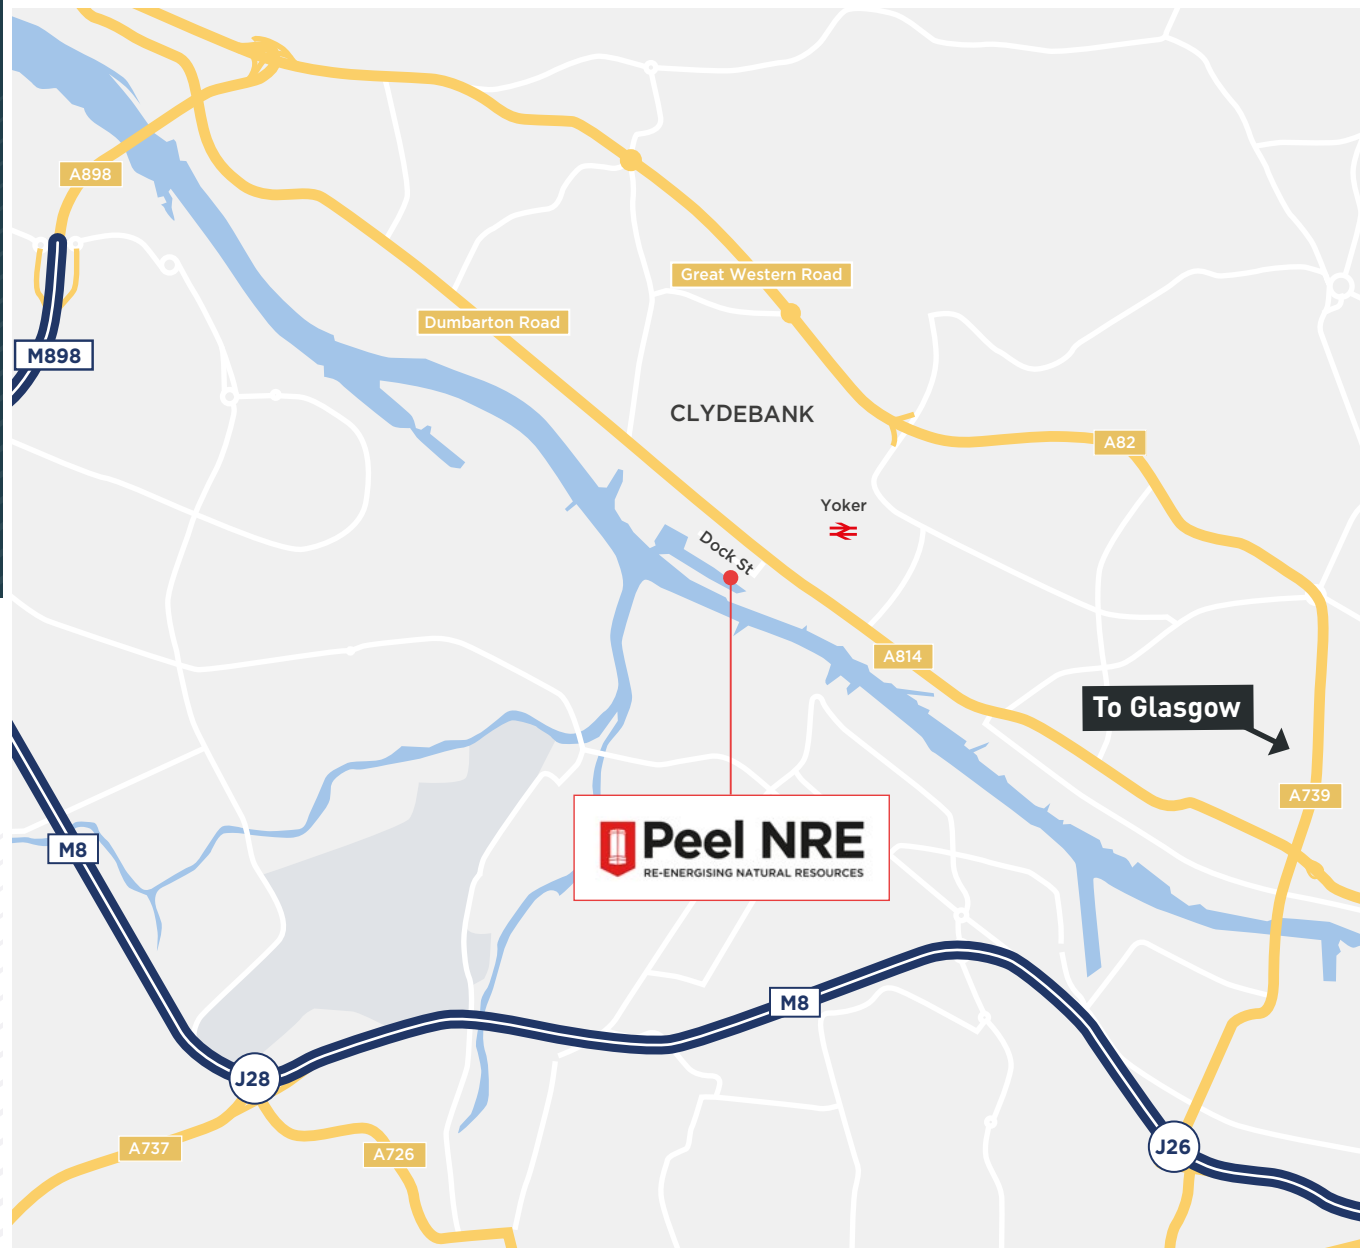 A898
Great Western Road
Dumbarton Road
M898
CLYDEBANK
A82
Yoker
Dock St
A814
To Glasgow
A739
M8
Peel NRE
RE-ENERGISING NATURAL RESOURCES
M8
J28
A737
A726
J26